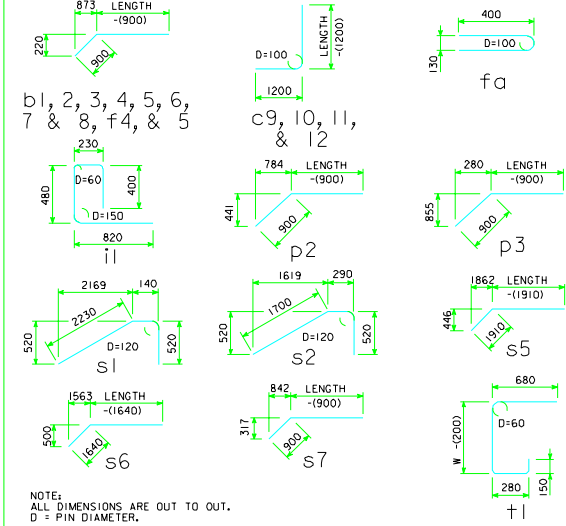 873 LENGTH
-(900)
220
900
b1, 2, 3, 4, 5, 6,
7 & 8, f4, & 5
LENGTH
-(1200)
D=100
1200
c9, 10, 11,
& 12
400
D=100
130
fa
230
D=60
480
400
D=150
820
i1
784 LENGTH
-(900)
441
900
p2
280 LENGTH
-(900)
855
900
p3
2169 140
2230
520
D=120
520
s1
1619 290
1700
520
D=120
520
s2
1862 LENGTH
-(1910)
446
1910
s5
1563 LENGTH
-(1640)
500
1640
s6
842 LENGTH
-(900)
317
900
s7
680
D=60
W -(200)
150
280
t1
NOTE:
ALL DIMENSIONS ARE OUT TO OUT.
D = PIN DIAMETER.